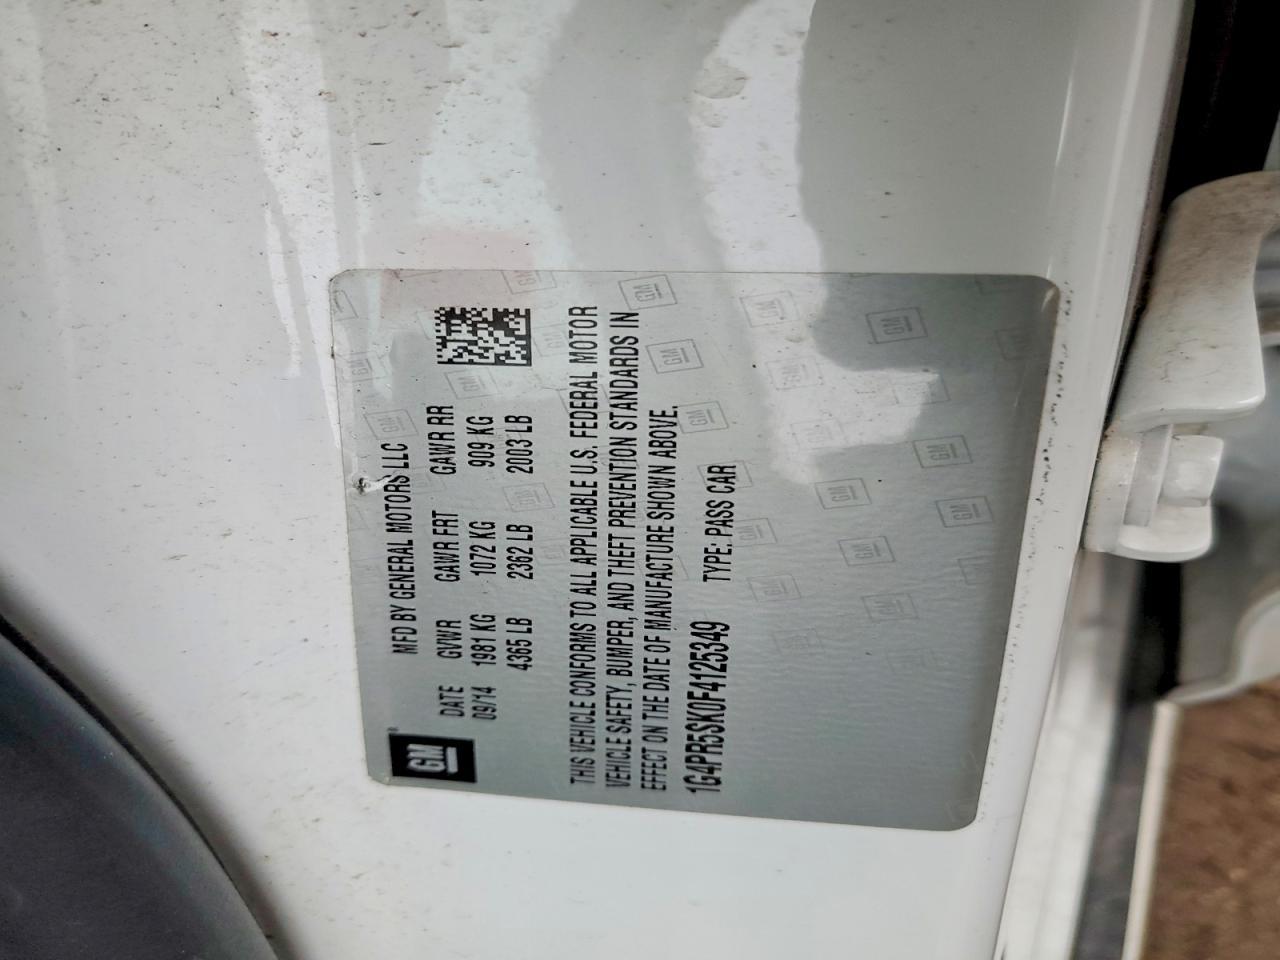 GM
MFD BY GENERAL MOTORS LLC
DATE GVWR GAWR FRT GAWR RR
09/14 1981 KG 1072 KG 909 KG
4365 LB 2362 LB 2003 LB
THIS VEHICLE CONFORMS TO ALL APPLICABLE U.S. FEDERAL MOTOR
VEHICLE SAFETY, BUMPER, AND THEFT PREVENTION STANDARDS IN
EFFECT ON THE DATE OF MANUFACTURE SHOWN ABOVE.
1G4PR5SK0F4125349 TYPE: PASS CAR